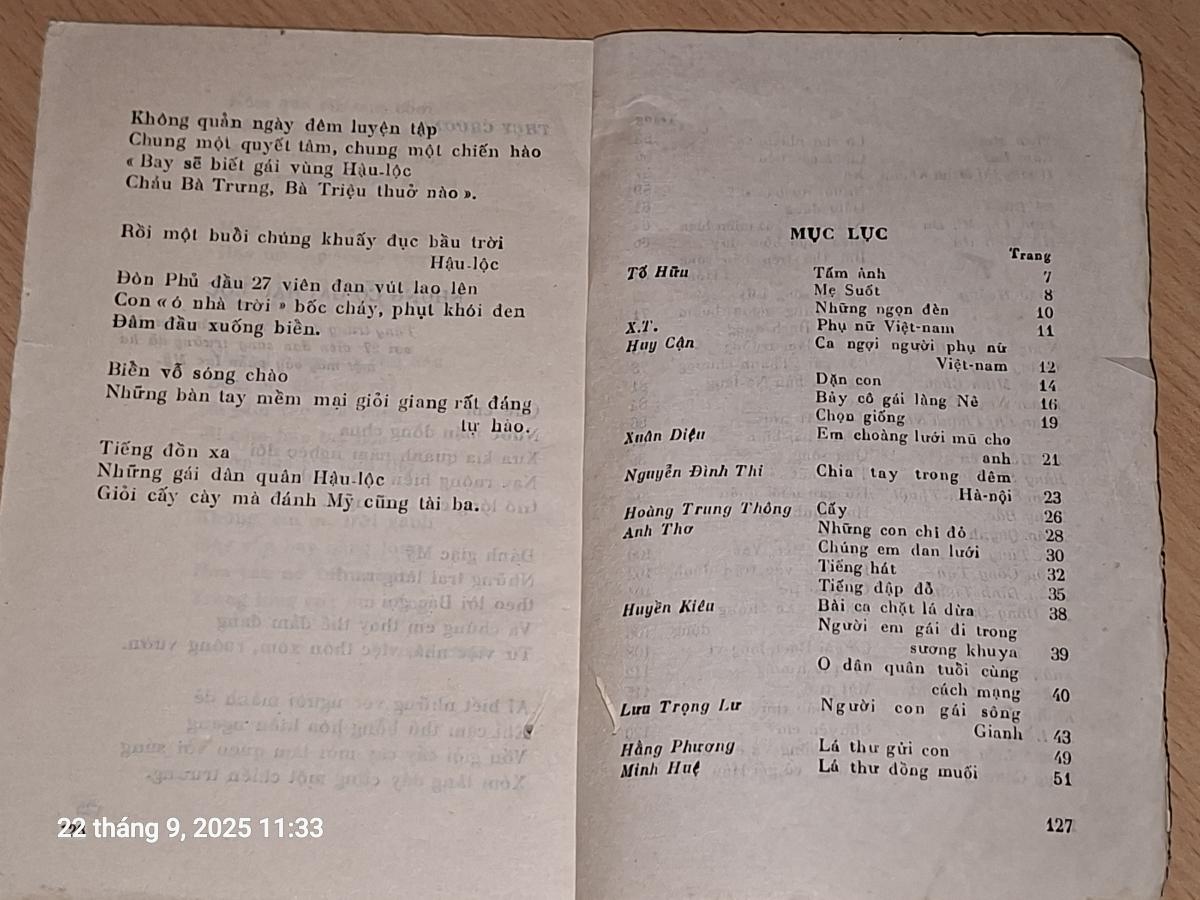 Không quản ngày đêm luyện tập
Chung một quyết tâm, chung một chiến hào
« Bay sẽ biết gái vùng Hậu-lộc
Cháu Bà Trưng, Bà Triệu thuở nào ».
Rồi một buổi chúng khuấy đục bầu trời
Hậu-lộc
Đòn Phủ đầu 27 viên đạn vút lao lên
Con « ó nhà trời » bốc cháy, phụt khói đen
Đâm đầu xuống biển.
Biển vỗ sóng chào
Những bàn tay mềm mại giỏi giang rất đáng
tự hào.
Tiếng đồn xa
Những gái dân quân Hậu-lộc
Giỏi cấy cày mà đánh Mỹ cũng tài ba.
22 tháng 9, 2025 11:33
MỤC LỤC
Trang
Tố Hữu Tấm ảnh 7
Mẹ Suốt 8
Những ngọn đèn 10
X.T. Phụ nữ Việt-nam 11
Huy Cận Ca ngợi người phụ nữ
Việt-nam 12
Dặn con 14
Bảy cô gái làng Nè 16
Chọn giống 19
Xuân Diệu Em choàng lưới mũ cho
anh 21
Nguyễn Đình Thi Chia tay trong đêm
Hà-nội 23
Hoàng Trung Thông Cấy 26
Anh Thơ Những con chỉ đỏ 28
Chúng em đan lưới 30
Tiếng hát 32
Tiếng đập đỗ 35
Huyền Kiêu Bài ca chặt lá dừa 38
Người em gái đi trong
sương khuya 39
O dân quân tuổi cùng
cách mạng 40
Lưu Trọng Lư Người con gái sông
Gianh 43
Hằng Phương Lá thư gửi con 49
Minh Huệ Lá thư đồng muối 51
127